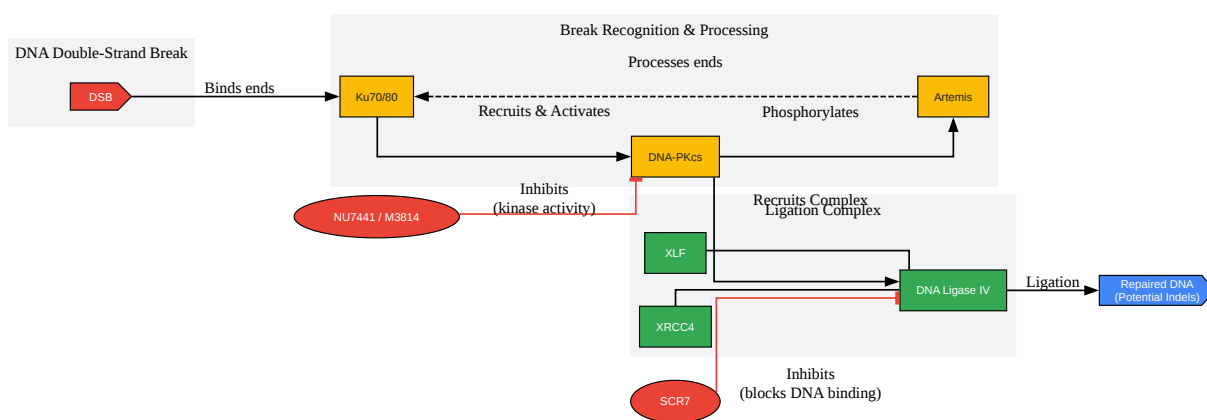 Break Recognition & Processing
DNA Double-Strand Break
Processes ends
DSB
Binds ends
Ku70/80
Artemis
Recruits & Activates
Phosphorylates
DNA-PKcs
Inhibits
(kinase activity)
NU7441 / M3814
Recruits Complex
Ligation Complex
XLF
DNA Ligase IV
Ligation
Repaired DNA
(Potential Indels)
XRCC4
Inhibits
(blocks DNA binding)
SCR7